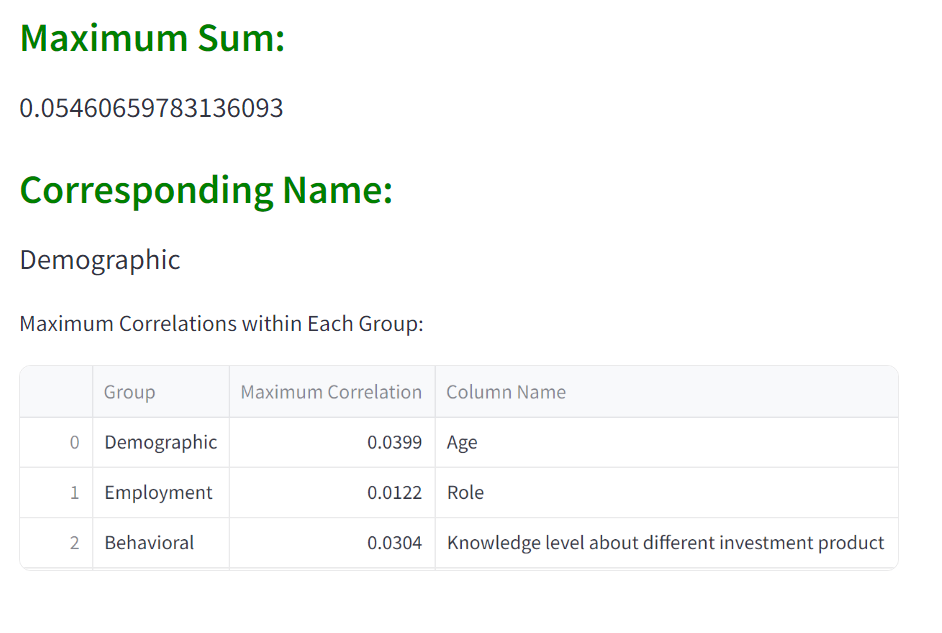 Maximum Sum:
0.05460659783136093
Corresponding Name:
Demographic
Maximum Correlations within Each Group:
Group Maximum Correlation Column Name
0 Demographic 0.0399 Age
1 Employment 0.0122 Role
2 Behavioral 0.0304 Knowledge level about different investment product